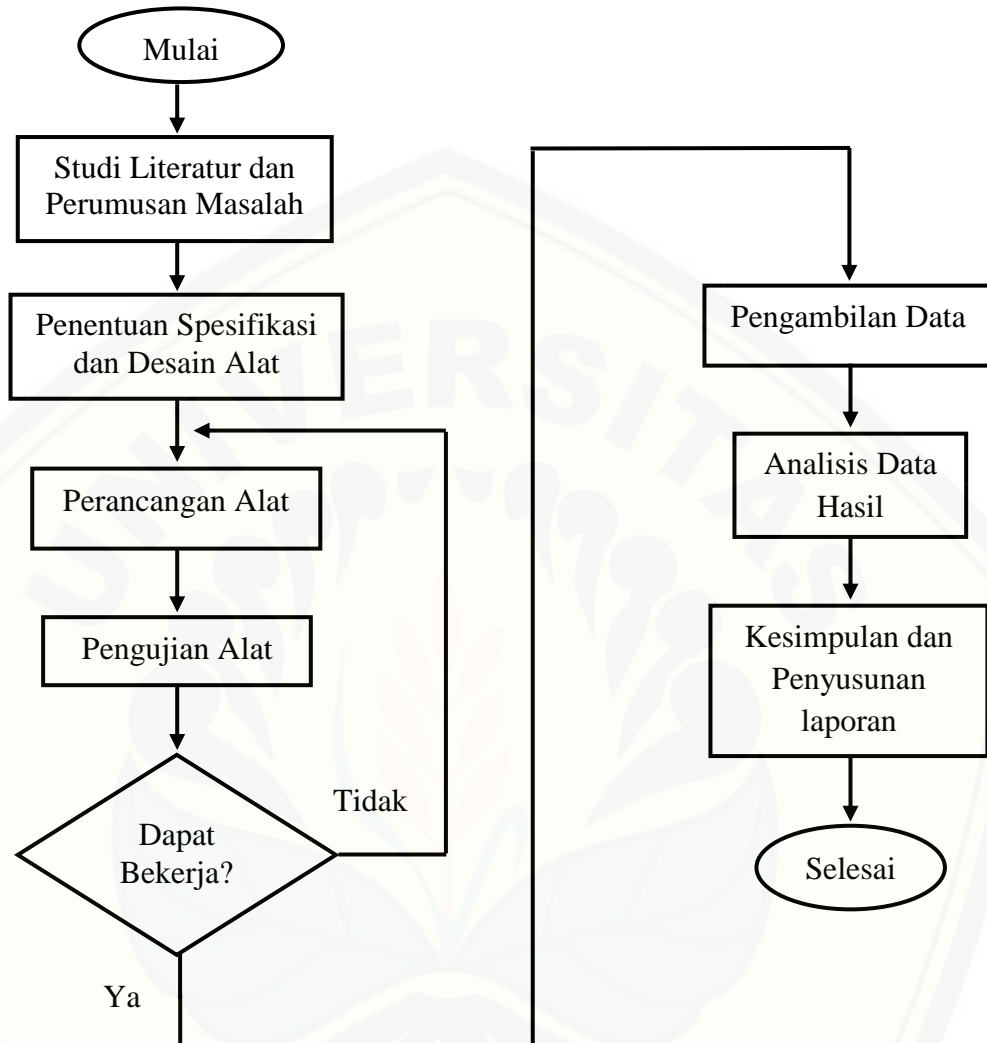 Mulai
Studi Literatur dan
Perumusan Masalah
Penentuan Spesifikasi
dan Desain Alat
Perancangan Alat
Pengujian Alat
Dapat
Bekerja?
Tidak
Ya
Pengambilan Data
Analisis Data
Hasil
Kesimpulan dan
Penyusunan
laporan
Selesai
UNIVERSITAS